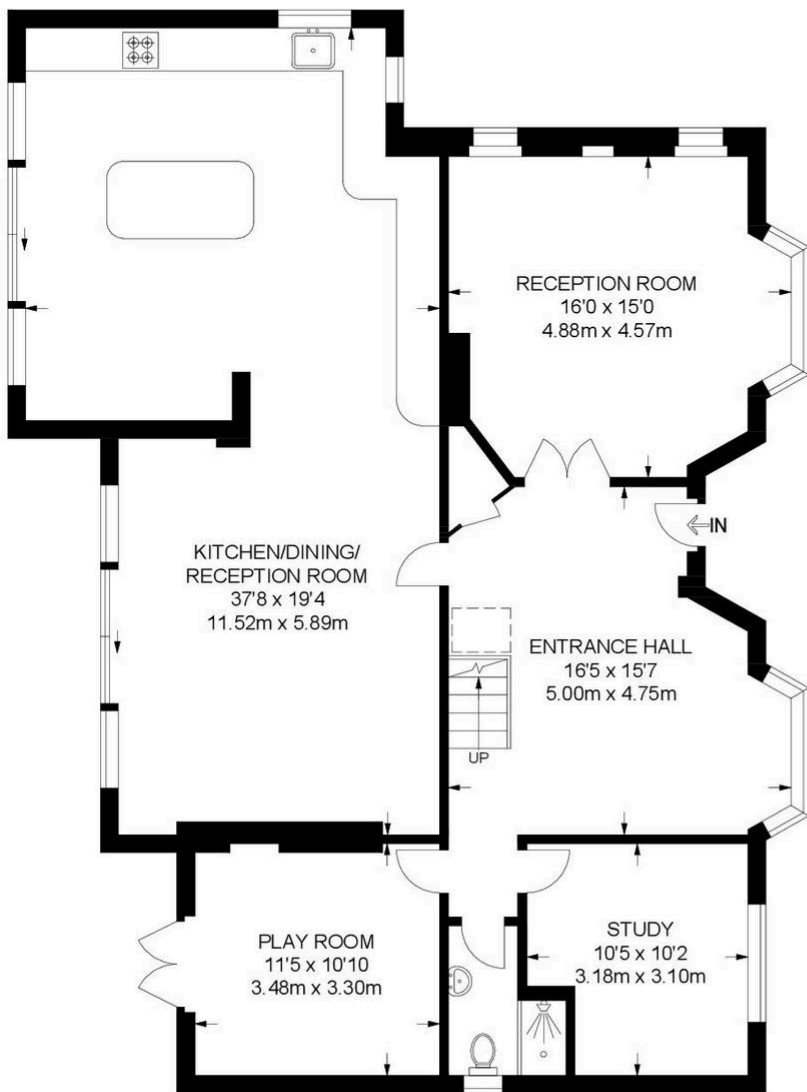 RECEPTION ROOM
16'0 x 15'0
4.88m x 4.57m
IN
KITCHEN/DINING/
RECEPTION ROOM
37'8 x 19'4
11.52m x 5.89m
ENTRANCE HALL
16'5 x 15'7
5.00m x 4.75m
UP
PLAY ROOM
11'5 x 10'10
3.48m x 3.30m
STUDY
10'5 x 10'2
3.18m x 3.10m